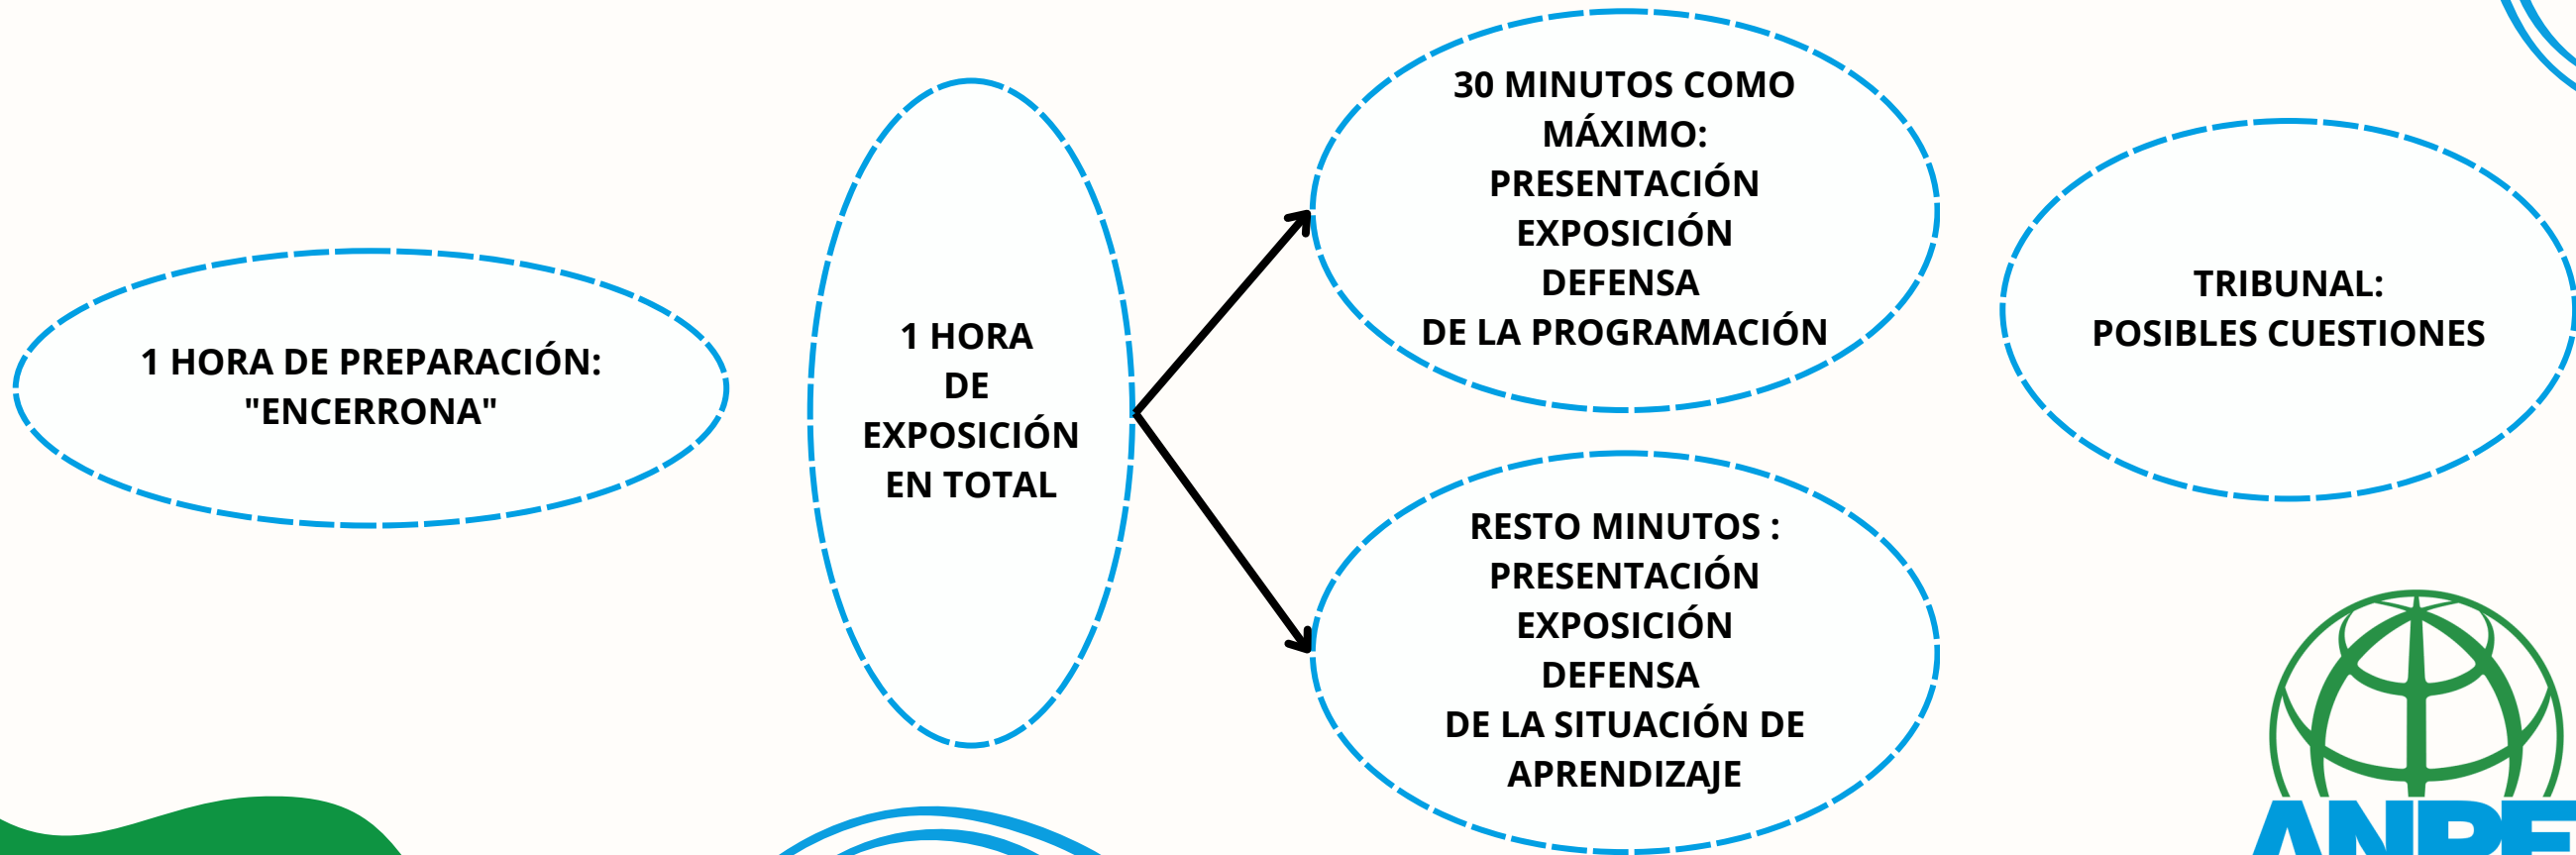 1 HORA DE PREPARACIÓN:
"ENCERRONA"
1 HORA
DE
EXPOSICIÓN
EN TOTAL
30 MINUTOS COMO
MÁXIMO:
PRESENTACIÓN
EXPOSICIÓN
DEFENSA
DE LA PROGRAMACIÓN
RESTO MINUTOS :
PRESENTACIÓN
EXPOSICIÓN
DEFENSA
DE LA SITUACIÓN DE
APRENDIZAJE
TRIBUNAL:
POSIBLES CUESTIONES
ANPE